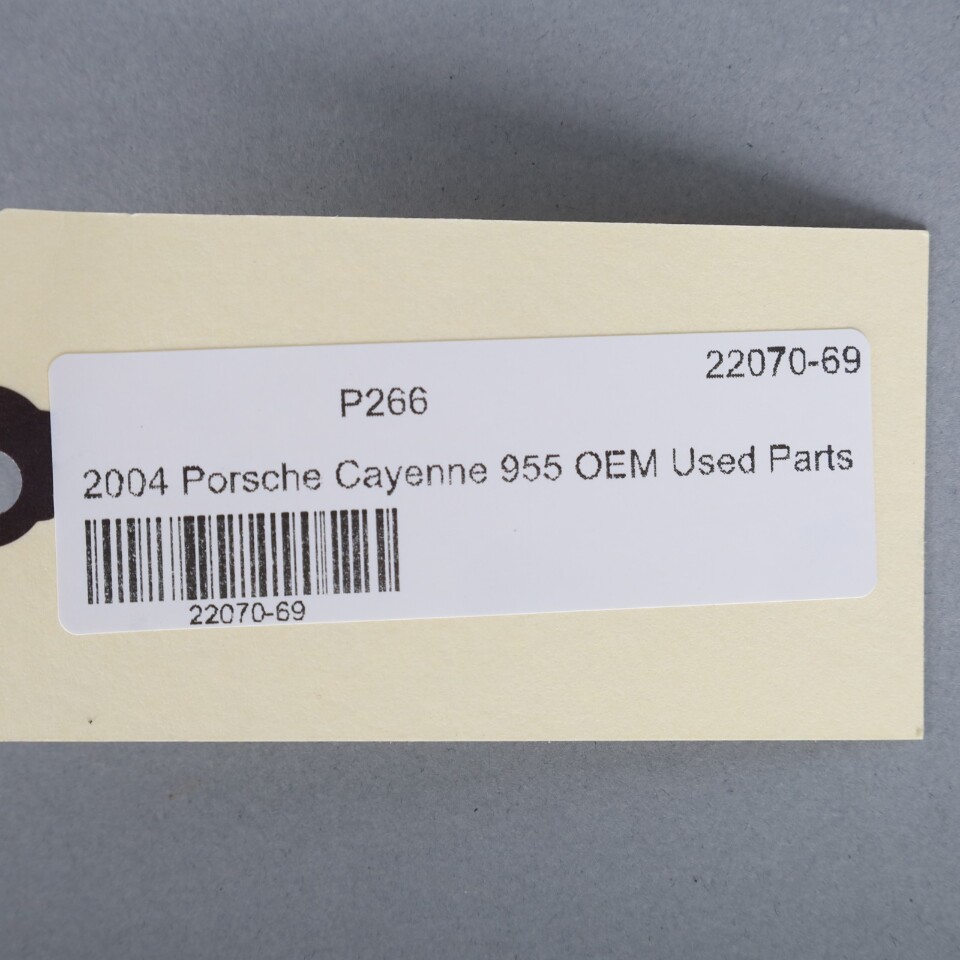 22070-69
P266
2004 Porsche Cayenne 955 OEM Used Parts
22070-69